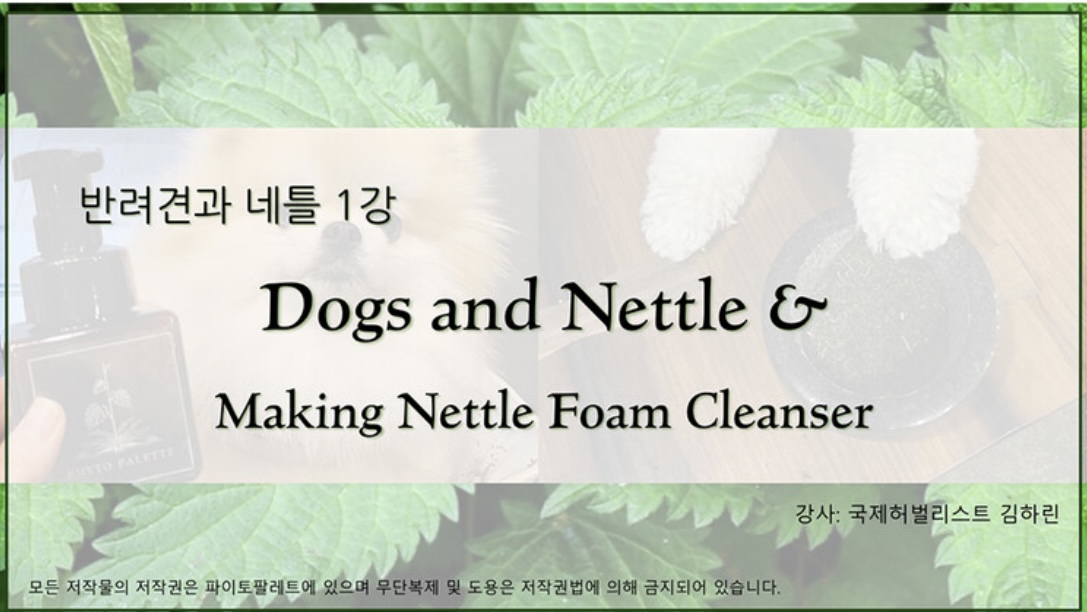 반려견과 네틀 1강
Dogs and Nettle &
Making Nettle Foam Cleanser
PHYTO PALETTE
강사: 국제허벌리스트 김하린
모든 저작물의 저작권은 파이토팔레트에 있으며 무단복제 및 도용은 저작권법에 의해 금지되어 있습니다.